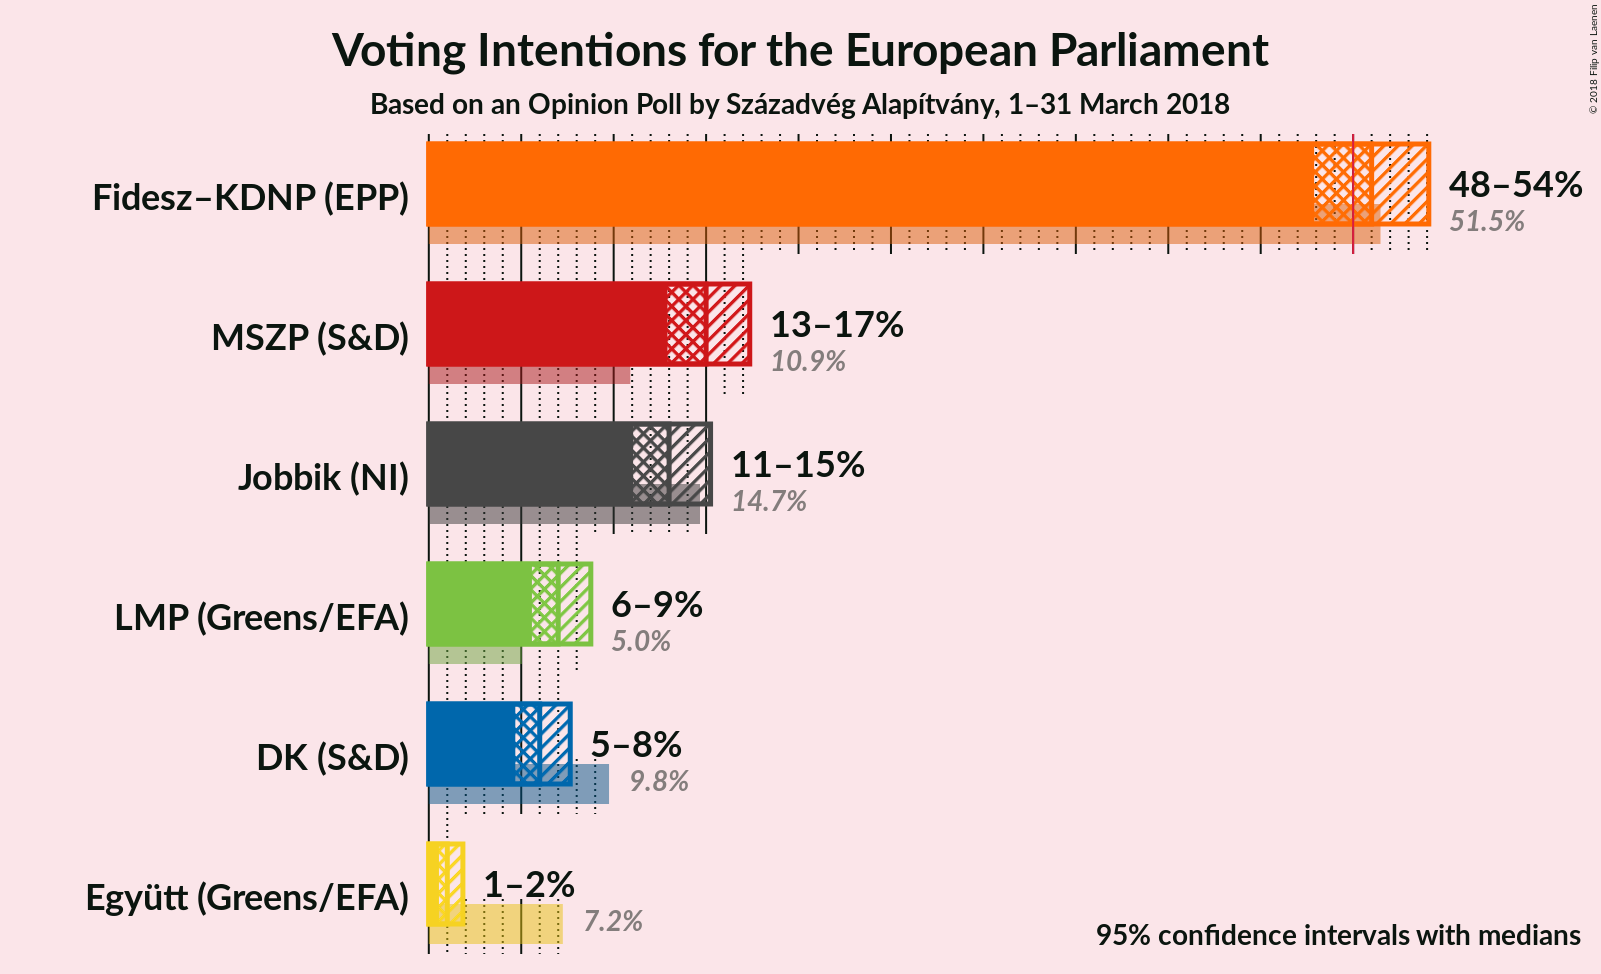 Voting Intentions for the European Parliament
Based on an Opinion Poll by Századvég Alapítvány, 1–31 March 2018
© 2018 Filip van Laenen
Fidesz–KDNP (EPP)
48–54%
51.5%
MSZP (S&D)
13–17%
10.9%
Jobbik (NI)
11–15%
14.7%
LMP (Greens/EFA)
6–9%
5.0%
DK (S&D)
5–8%
9.8%
Együtt (Greens/EFA)
1–2%
7.2%
95% confidence intervals with medians